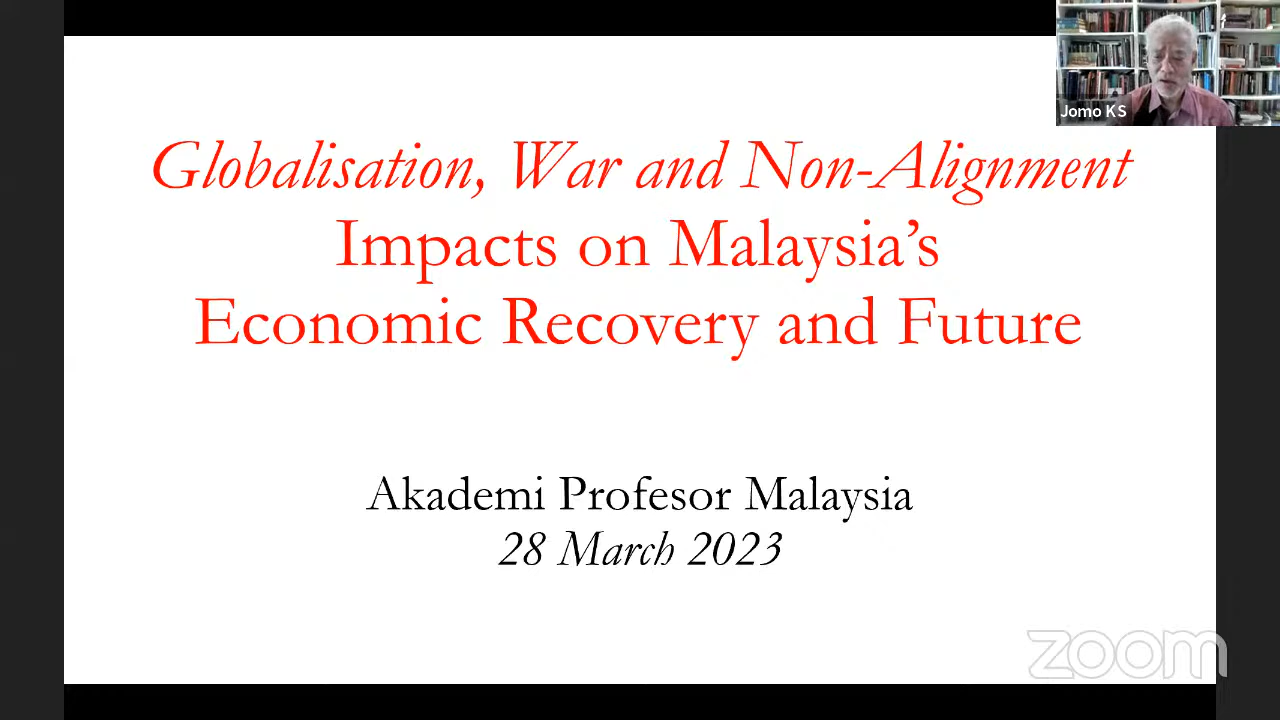 Jomo KS
Globalisation, War and Non-Alignment
Impacts on Malaysia’s
Economic Recovery and Future
Akademi Profesor Malaysia
28 March 2023
zoom